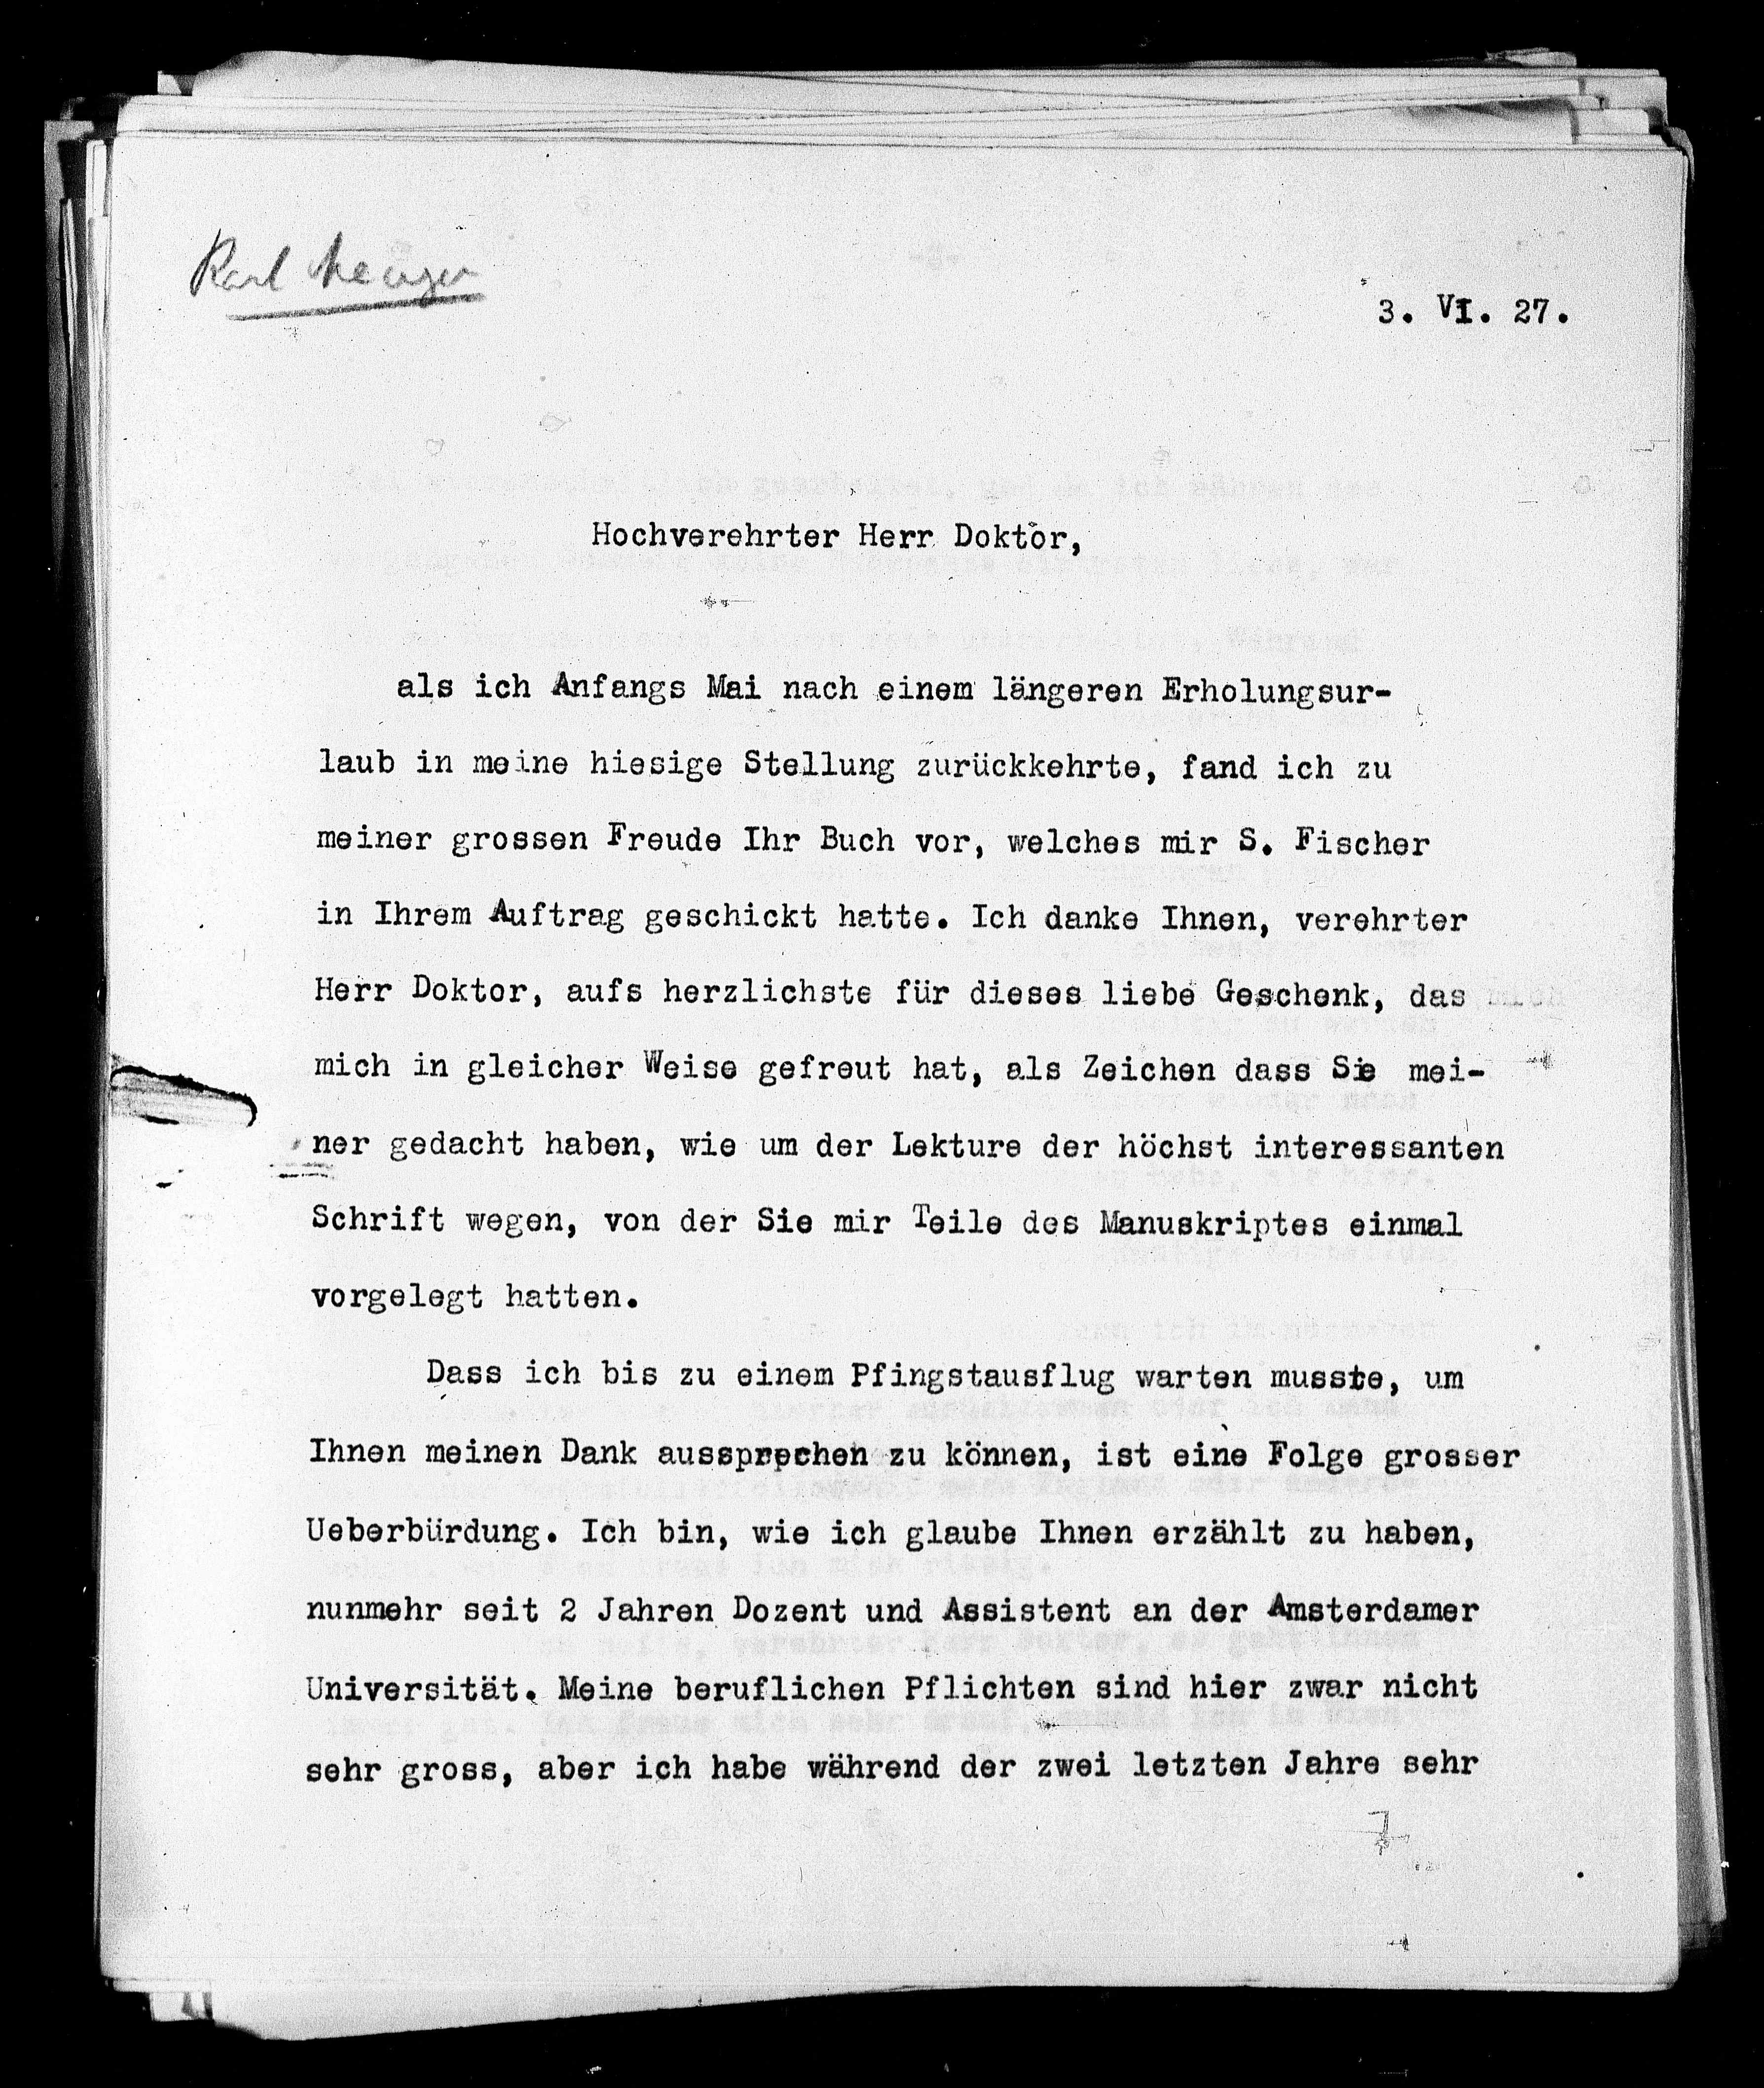 Karl Menger
3. VI. 27.
Hochverehrter Herr Doktor,
als ich Anfangs Mai nach einem längeren Erholungsur-
laub in meine hiesige Stellung zurückkehrte, fand ich zu
meiner grossen Freude Ihr Buch vor, welches mir S. Fischer
in Ihrem Auftrag geschickt hatte. Ich danke Ihnen, verehrter
Herr Doktor, aufs herzlichste für dieses liebe Geschenk, das
mich in gleicher Weise gefreut hat, als Zeichen dass Sie mei-
ner gedacht haben, wie um der Lekture der höchst interessanten
Schrift wegen, von der Sie mir Teile des Manuskriptes einmal
vorgelegt hatten.
Dass ich bis zu einem Pfingstausflug warten musste, um
Ihnen meinen Dank aussprechen zu können, ist eine Folge grosser
Ueberbürdung. Ich bin, wie ich glaube Ihnen erzählt zu haben,
nunmehr seit 2 Jahren Dozent und Assistent an der Amsterdamer
Universität. Meine beruflichen Pflichten sind hier zwar nicht
sehr gross, aber ich habe während der zwei letzten Jahre sehr
7